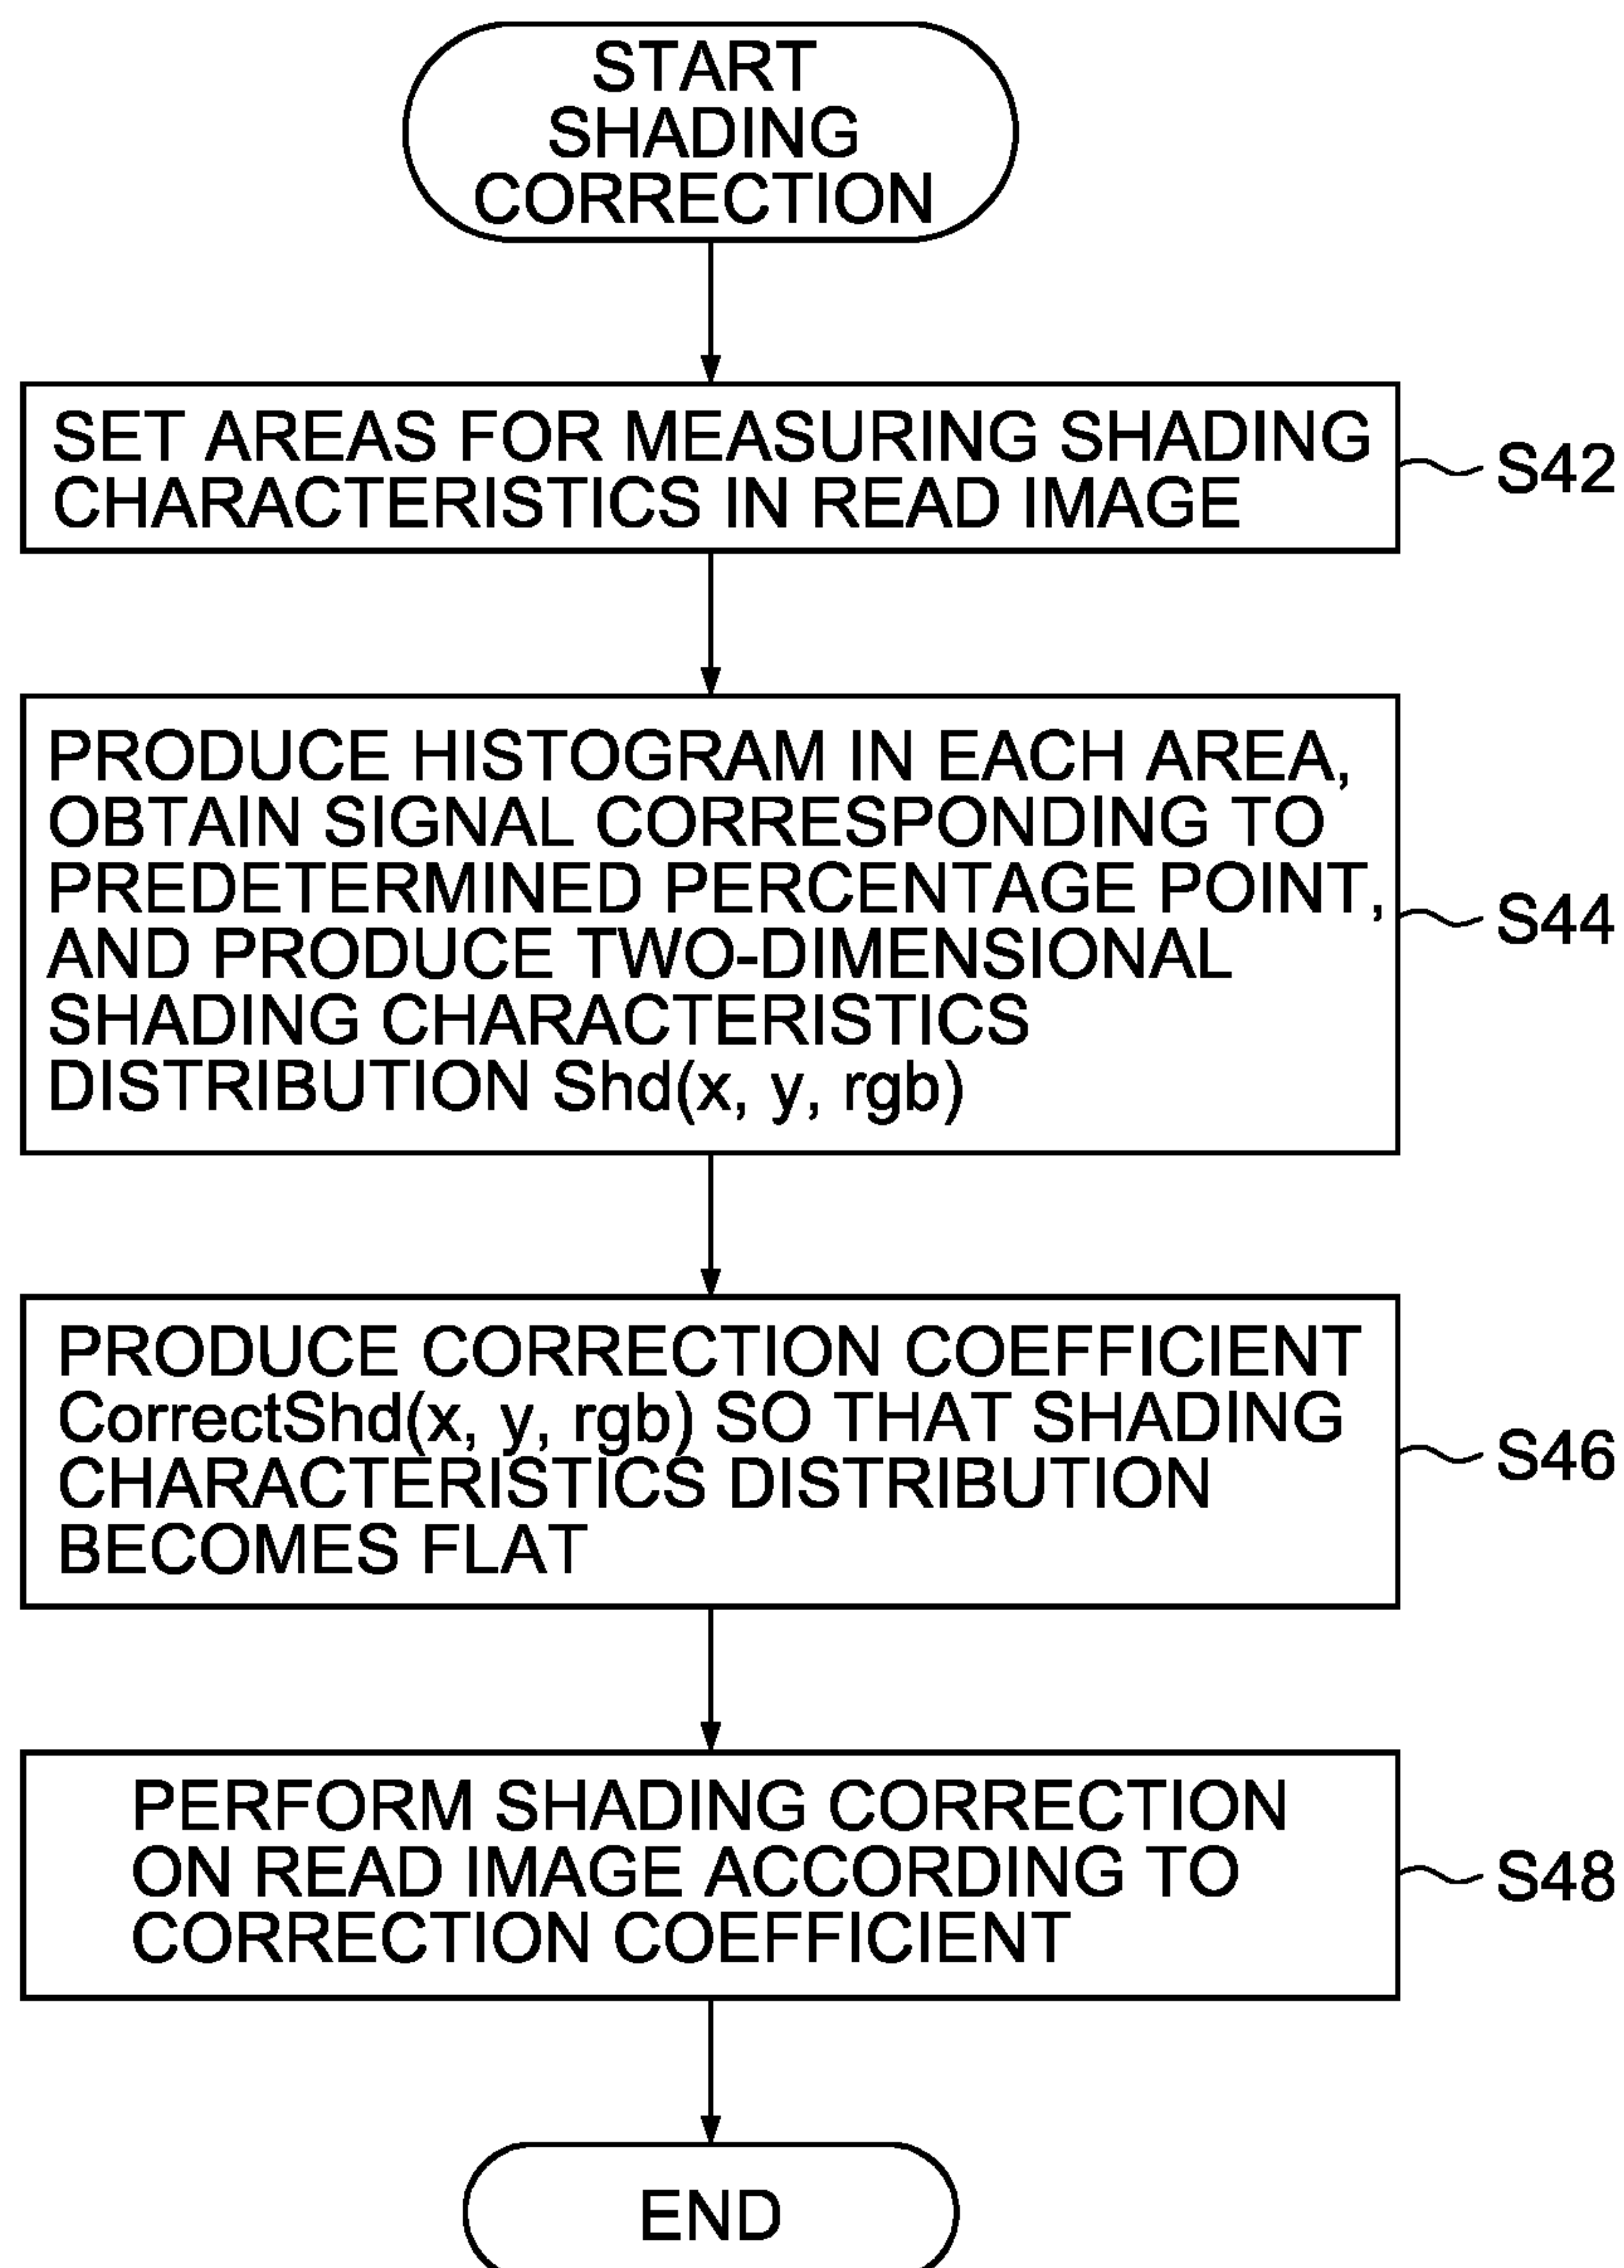 START
SHADING
CORRECTION
SET AREAS FOR MEASURING SHADING
CHARACTERISTICS IN READ IMAGE
S42
PRODUCE HISTOGRAM IN EACH AREA,
OBTAIN SIGNAL CORRESPONDING TO
PREDETERMINED PERCENTAGE POINT,
AND PRODUCE TWO-DIMENSIONAL
SHADING CHARACTERISTICS
DISTRIBUTION Shd(x, y, rgb)
S44
PRODUCE CORRECTION COEFFICIENT
CorrectShd(x, y, rgb) SO THAT SHADING
CHARACTERISTICS DISTRIBUTION
BECOMES FLAT
S46
PERFORM SHADING CORRECTION
ON READ IMAGE ACCORDING TO
CORRECTION COEFFICIENT
S48
END